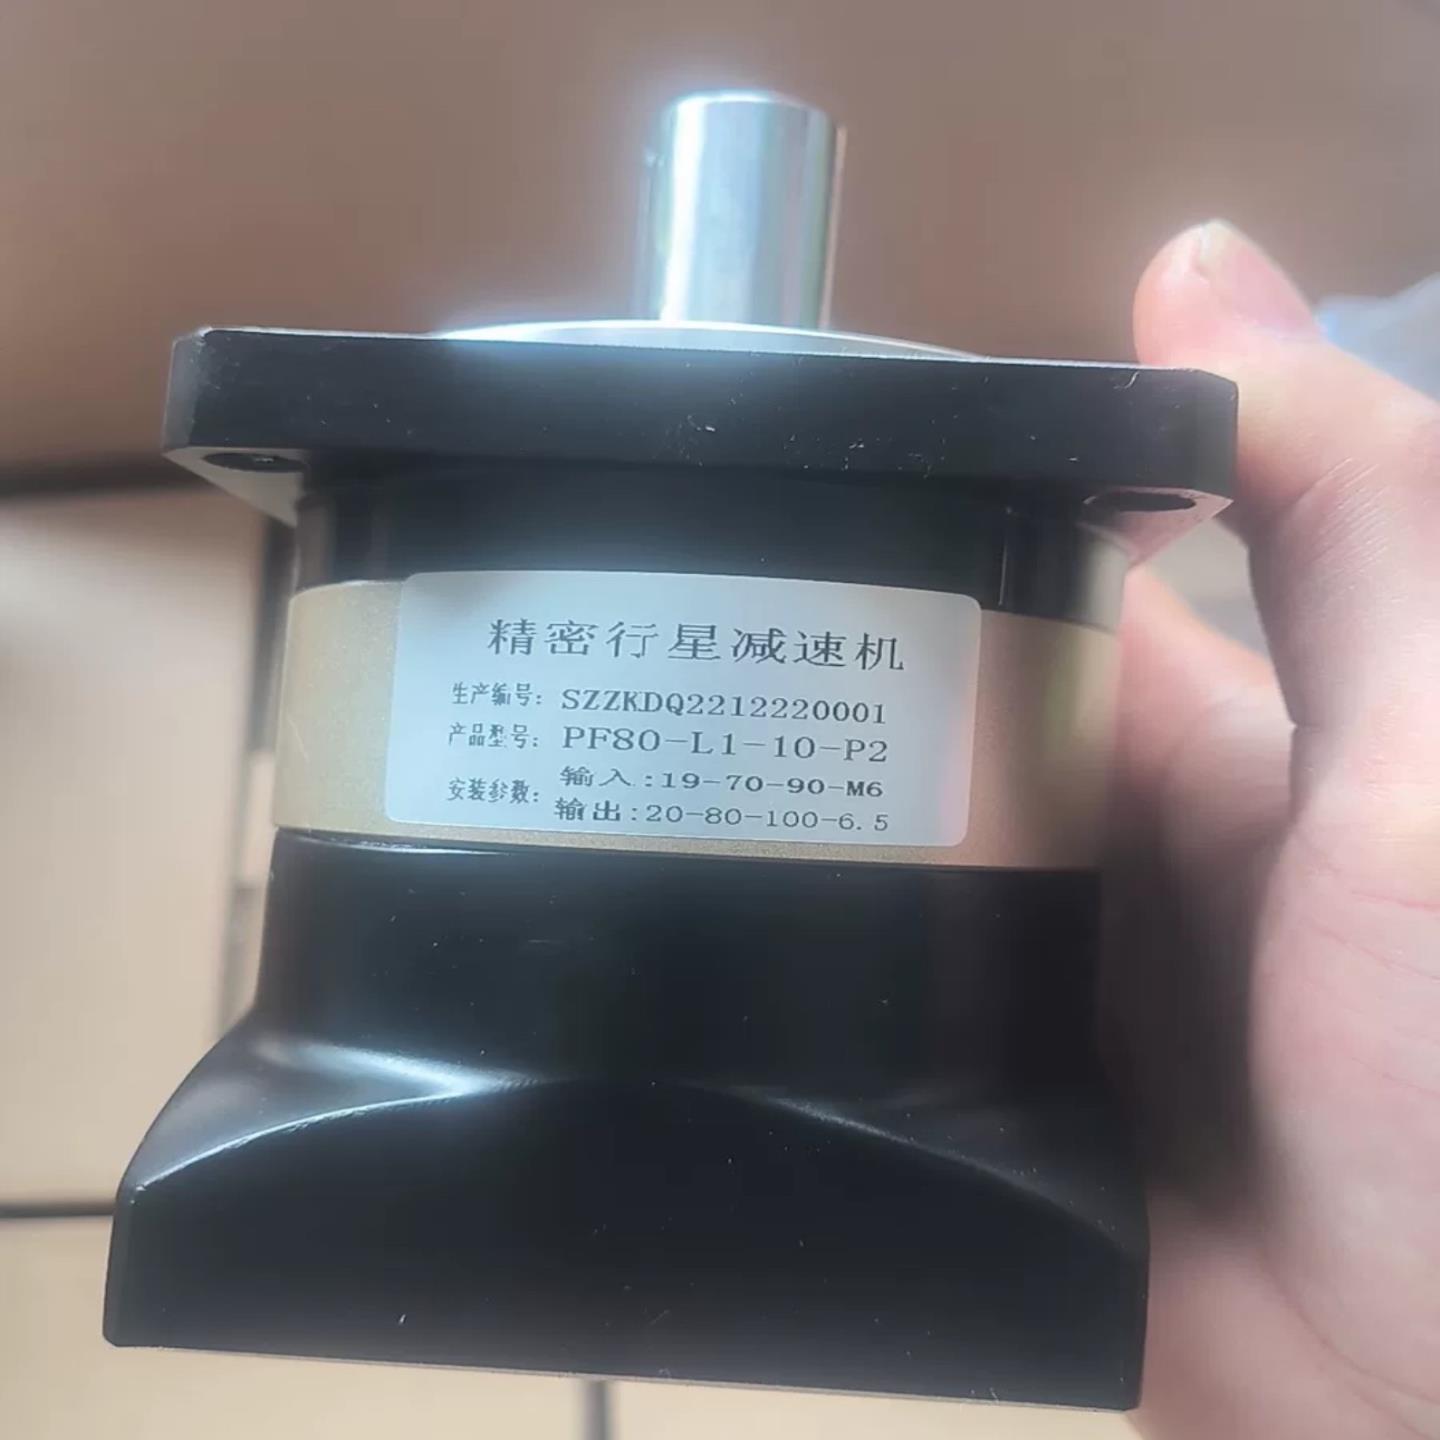 精密行星减速机
生产编号: SZZKDQ2212220001
产品型号: PF80-L1-10-P2
安装参数: 输入:19-70-90-M6
输出:20-80-100-6.5